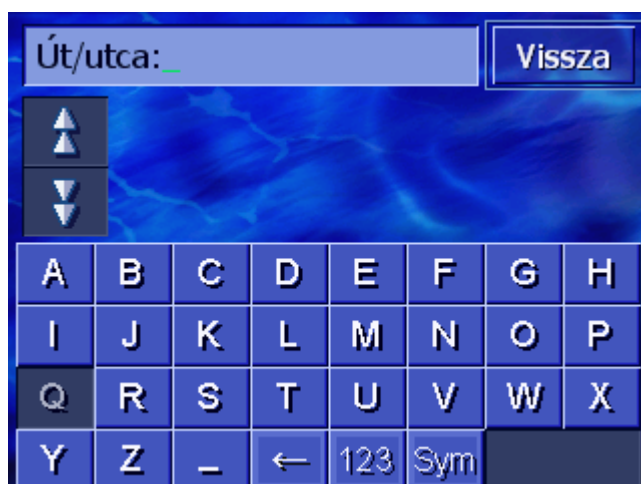 Út/utca:_ Vissza
A B C D E F G H
I J K L M N O P
Q R S T U V W X
Y Z _ ← 123 Sym